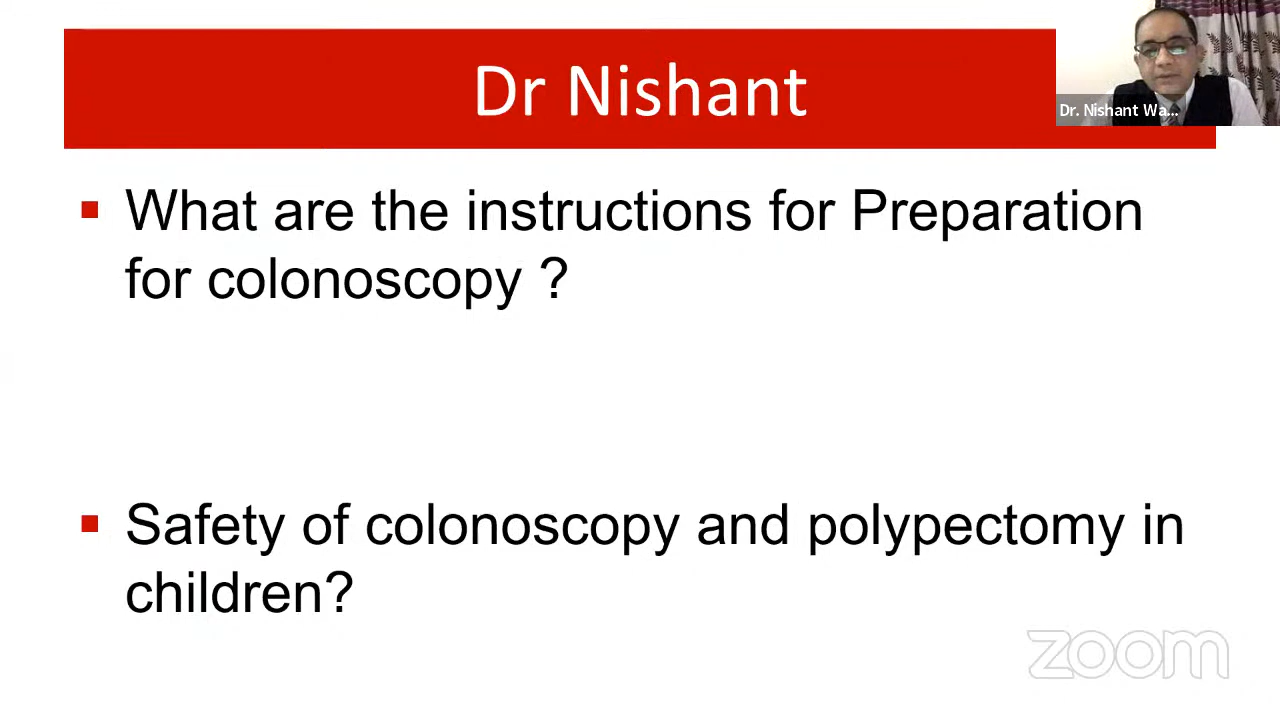 Dr Nishant
Dr. Nishant Wa...
What are the instructions for Preparation
for colonoscopy ?
Safety of colonoscopy and polypectomy in
children?
zoom